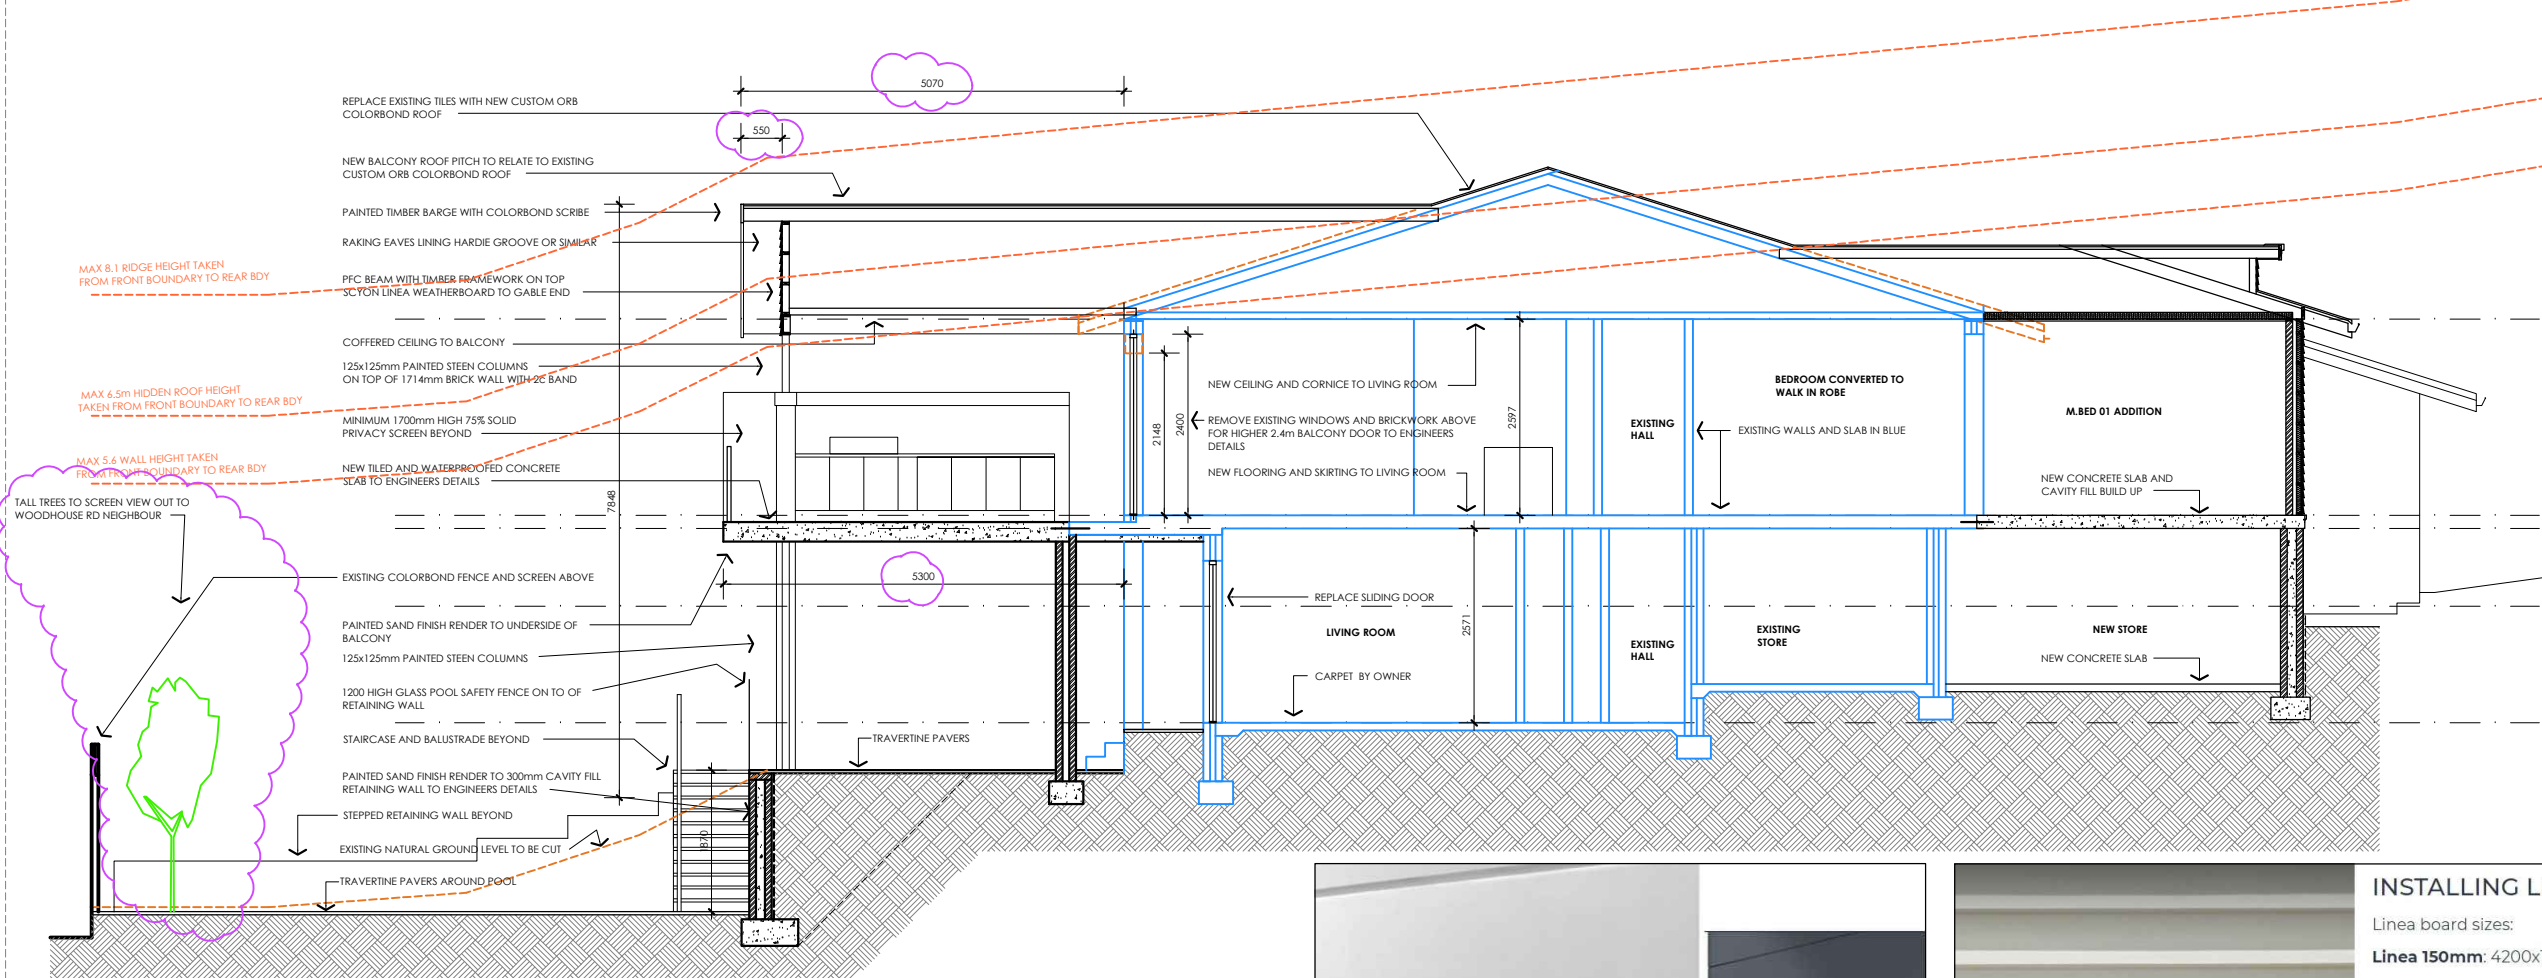 5070
REPLACE EXISTING TILES WITH NEW CUSTOM ORB
COLORBOND ROOF
550
NEW BALCONY ROOF PITCH TO RELATE TO EXISTING
CUSTOM ORB COLORBOND ROOF
PAINTED TIMBER BARGE WITH COLORBOND SCRIBE
RAKING EAVES LINING HARDIE GROOVE OR SIMILAR
MAX 8.1 RIDGE HEIGHT TAKEN
FROM FRONT BOUNDARY TO REAR BDY
PFC BEAM WITH TIMBER FRAMEWORK ON TOP
SCYON LINEA WEATHERBOARD TO GABLE END
COFFERED CEILING TO BALCONY
125x125mm PAINTED STEEN COLUMNS
ON TOP OF 1714mm BRICK WALL WITH 2C BAND
MAX 6.5m HIDDEN ROOF HEIGHT
TAKEN FROM FRONT BOUNDARY TO REAR BDY
MINIMUM 1700mm HIGH 75% SOLID
PRIVACY SCREEN BEYOND
MAX 5.6 WALL HEIGHT TAKEN
FROM FRONT BOUNDARY TO REAR BDY
NEW TILED AND WATERPROOFED CONCRETE
SLAB TO ENGINEERS DETAILS
7848
TALL TREES TO SCREEN VIEW OUT TO
WOODHOUSE RD NEIGHBOUR
EXISTING COLORBOND FENCE AND SCREEN ABOVE
5300
PAINTED SAND FINISH RENDER TO UNDERSIDE OF
BALCONY
125x125mm PAINTED STEEN COLUMNS
1200 HIGH GLASS POOL SAFETY FENCE ON TO OF
RETAINING WALL
STAIRCASE AND BALUSTRADE BEYOND
TRAVERTINE PAVERS
PAINTED SAND FINISH RENDER TO 300mm CAVITY FILL
RETAINING WALL TO ENGINEERS DETAILS
STEPPED RETAINING WALL BEYOND
1870
EXISTING NATURAL GROUND LEVEL TO BE CUT
TRAVERTINE PAVERS AROUND POOL
NEW CEILING AND CORNICE TO LIVING ROOM
2148
2400
REMOVE EXISTING WINDOWS AND BRICKWORK ABOVE
FOR HIGHER 2.4m BALCONY DOOR TO ENGINEERS
DETAILS
2597
NEW FLOORING AND SKIRTING TO LIVING ROOM
EXISTING
HALL
BEDROOM CONVERTED TO
WALK IN ROBE
EXISTING WALLS AND SLAB IN BLUE
M.BED 01 ADDITION
NEW CONCRETE SLAB AND
CAVITY FILL BUILD UP
REPLACE SLIDING DOOR
LIVING ROOM
2571
CARPET BY OWNER
EXISTING
HALL
EXISTING
STORE
NEW STORE
NEW CONCRETE SLAB
INSTALLING L
Linea board sizes:
Linea 150mm: 4200x